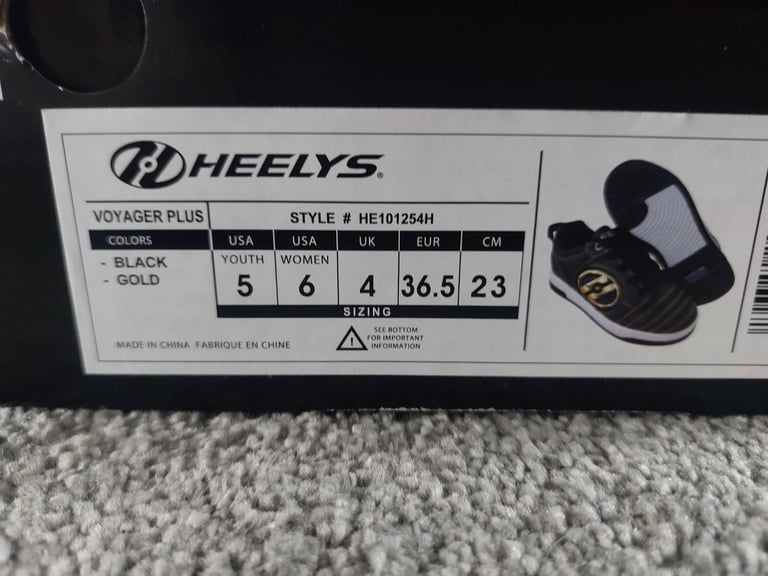 HEELYS®
VOYAGER PLUS
STYLE # HE101254H
COLORS
- BLACK
- GOLD
USA USA UK EUR CM
YOUTH WOMEN
5 6 4 36.5 23
SIZING
MADE IN CHINA FABRIQUE EN CHINE
! SEE BOTTOM
FOR IMPORTANT
INFORMATION